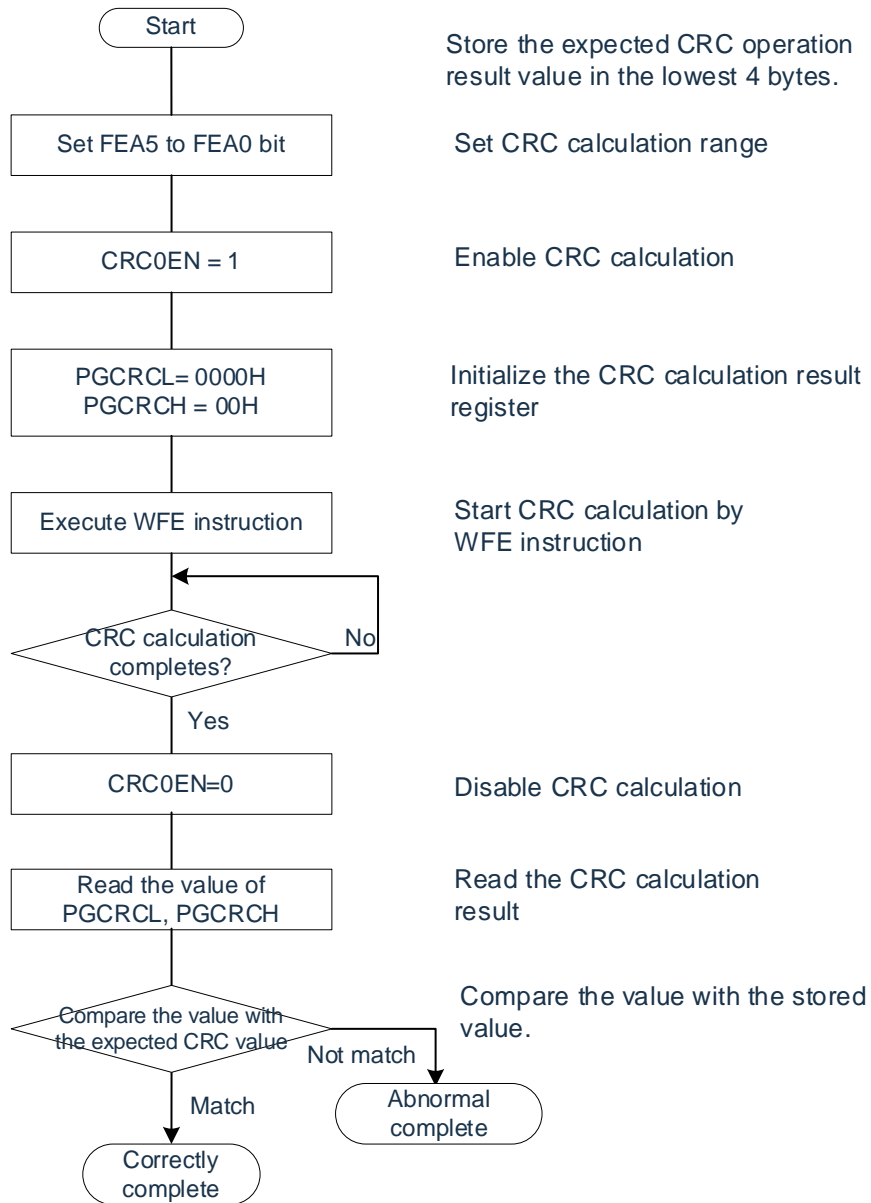 Start
Store the expected CRC operation
result value in the lowest 4 bytes.
Set FEA5 to FEA0 bit
Set CRC calculation range
CRC0EN = 1
Enable CRC calculation
PGCRCL= 0000H
PGCRCH = 00H
Initialize the CRC calculation result
register
Execute WFE instruction
Start CRC calculation by
WFE instruction
CRC calculation
completes?
No
Yes
CRC0EN=0
Disable CRC calculation
Read the value of
PGCRCL, PGCRCH
Read the CRC calculation
result
Compare the value with
the expected CRC value
Compare the value with the stored
value.
Not match
Match
Abnormal
complete
Correctly
complete